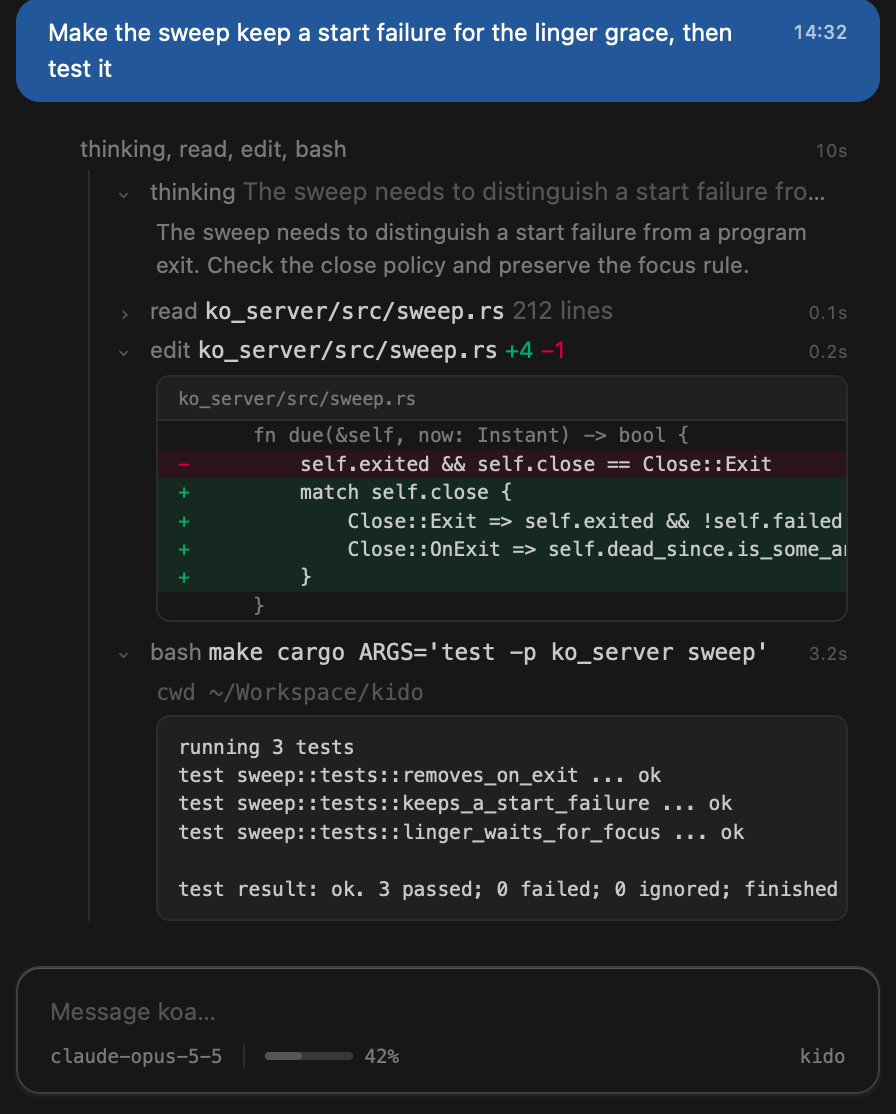 Make the sweep keep a start failure for the linger grace, then 14:32
test it
thinking, read, edit, bash 10s
thinking The sweep needs to distinguish a start failure fro...
The sweep needs to distinguish a start failure from a program
exit. Check the close policy and preserve the focus rule.
read ko_server/src/sweep.rs 212 lines 0.1s
edit ko_server/src/sweep.rs +4 −1 0.2s
ko_server/src/sweep.rs
    fn due(&self, now: Instant) -> bool {
−        self.exited && self.close == Close::Exit
+        match self.close {
+            Close::Exit => self.exited && !self.failed
+            Close::OnExit => self.dead_since.is_some_a
+        }
    }
bash make cargo ARGS='test -p ko_server sweep' 3.2s
cwd ~/Workspace/kido
running 3 tests
test sweep::tests::removes_on_exit ... ok
test sweep::tests::keeps_a_start_failure ... ok
test sweep::tests::linger_waits_for_focus ... ok
test result: ok. 3 passed; 0 failed; 0 ignored; finished
Message koa...
claude-opus-5-5 42% kido